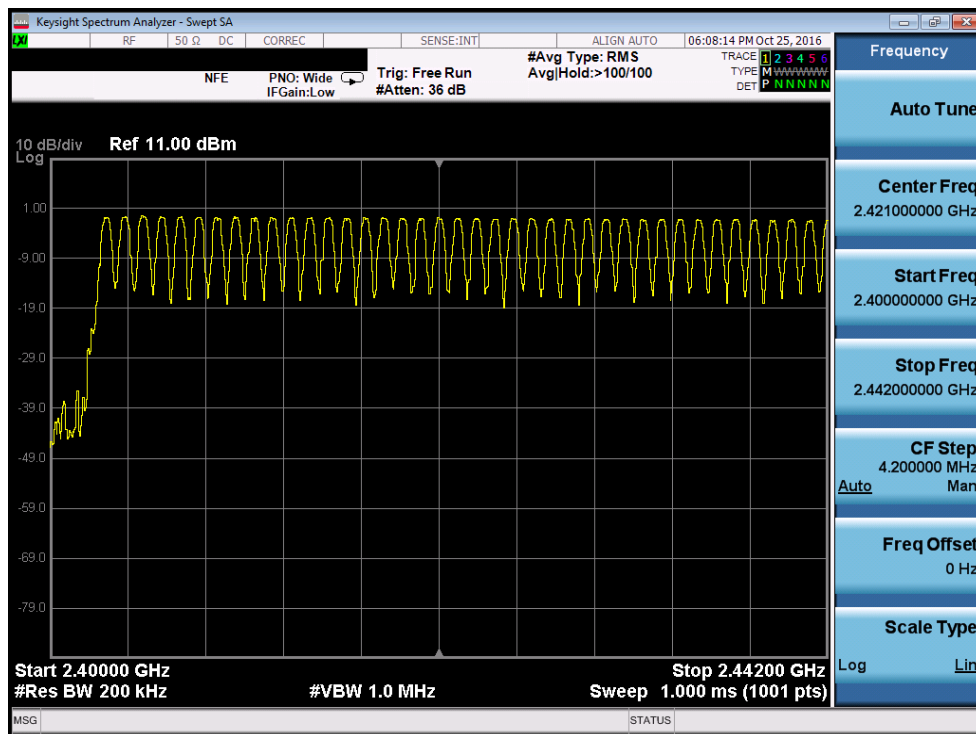 Keysight Spectrum Analyzer - Swept SA
LXI RF 50 Ω DC CORREC SENSE:INT ALIGN AUTO 06:08:14 PM Oct 25, 2016
NFE PNO: Wide IFGain:Low
Trig: Free Run
#Atten: 36 dB
#Avg Type: RMS
Avg|Hold:>100/100
TRACE 1 2 3 4 5 6
TYPE M W W W W W
DET P N N N N N
10 dB/div Ref 11.00 dBm
Log
1.00
-9.00
-19.0
-29.0
-39.0
-49.0
-59.0
-69.0
-79.0
Start 2.40000 GHz Stop 2.44200 GHz
#Res BW 200 kHz #VBW 1.0 MHz Sweep 1.000 ms (1001 pts)
MSG STATUS
Frequency
Auto Tune
Center Freq
2.421000000 GHz
Start Freq
2.400000000 GHz
Stop Freq
2.442000000 GHz
CF Step
4.200000 MHz
Auto Man
Freq Offset
0 Hz
Scale Type
Log Lin